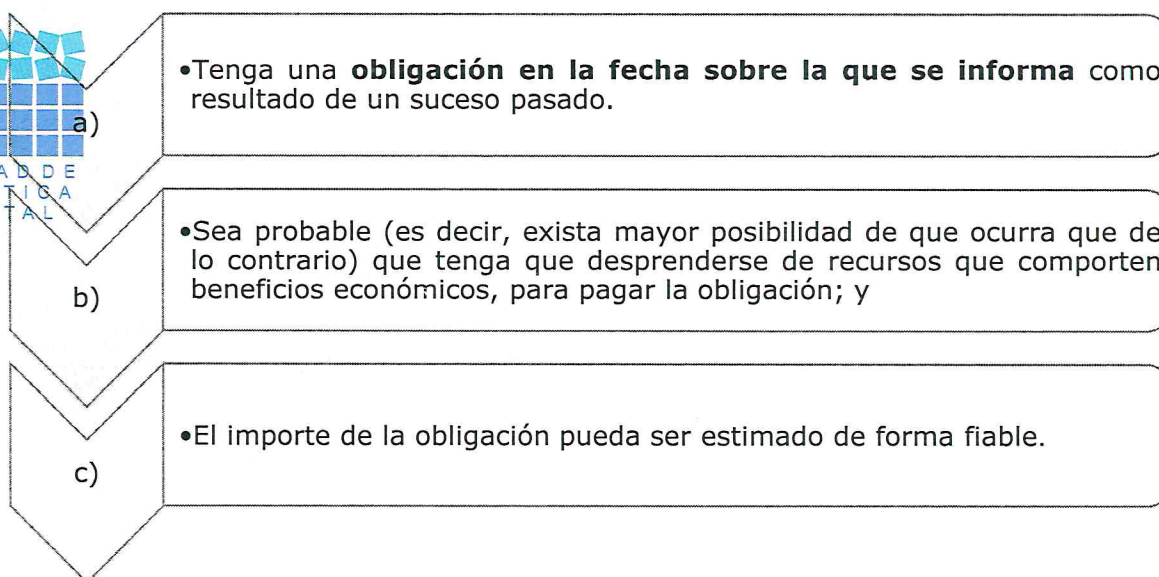 a)
•Tenga una obligación en la fecha sobre la que se informa como
resultado de un suceso pasado.
A D D E
T I C A
T A L
b)
•Sea probable (es decir, exista mayor posibilidad de que ocurra que de
lo contrario) que tenga que desprenderse de recursos que comporten
beneficios económicos, para pagar la obligación; y
c)
•El importe de la obligación pueda ser estimado de forma fiable.